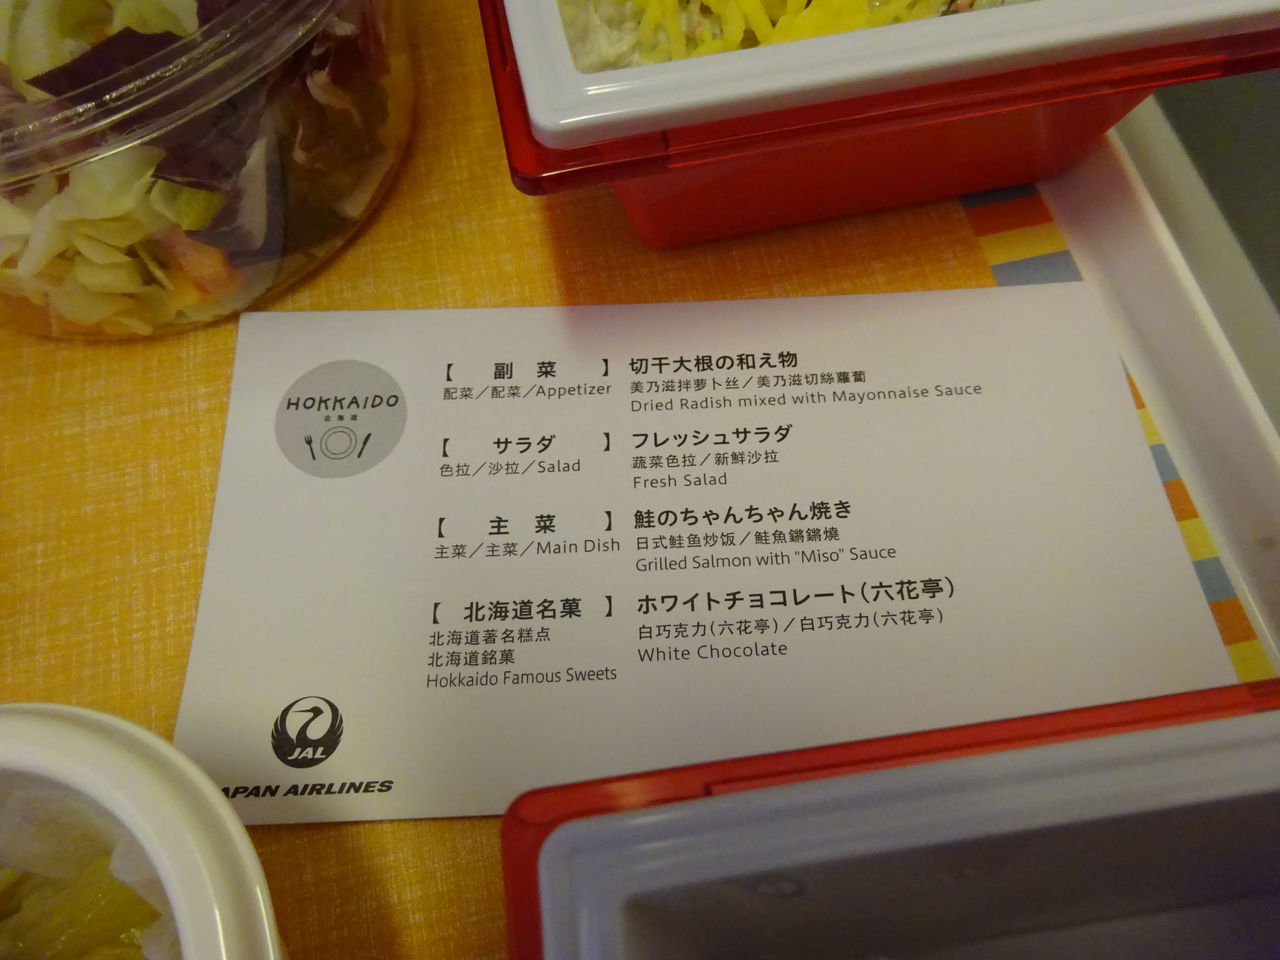 HOKKAIDO
北海道
【 副 菜 】 切干大根の和え物
配菜／配菜／Appetizer 美乃滋拌萝卜丝／美乃滋切絲蘿蔔
Dried Radish mixed with Mayonnaise Sauce
【 サラダ 】 フレッシュサラダ
色拉／沙拉／Salad 蔬菜色拉／新鮮沙拉
Fresh Salad
【 主 菜 】 鮭のちゃんちゃん焼き
主菜／主菜／Main Dish 日式鮭鱼炒饭／鮭魚鏘鏘燒
Grilled Salmon with "Miso" Sauce
【 北海道名菓 】 ホワイトチョコレート（六花亭）
北海道著名糕点 白巧克力（六花亭）／白巧克力（六花亭）
北海道銘菓 White Chocolate
Hokkaido Famous Sweets
JAL
APAN AIRLINES